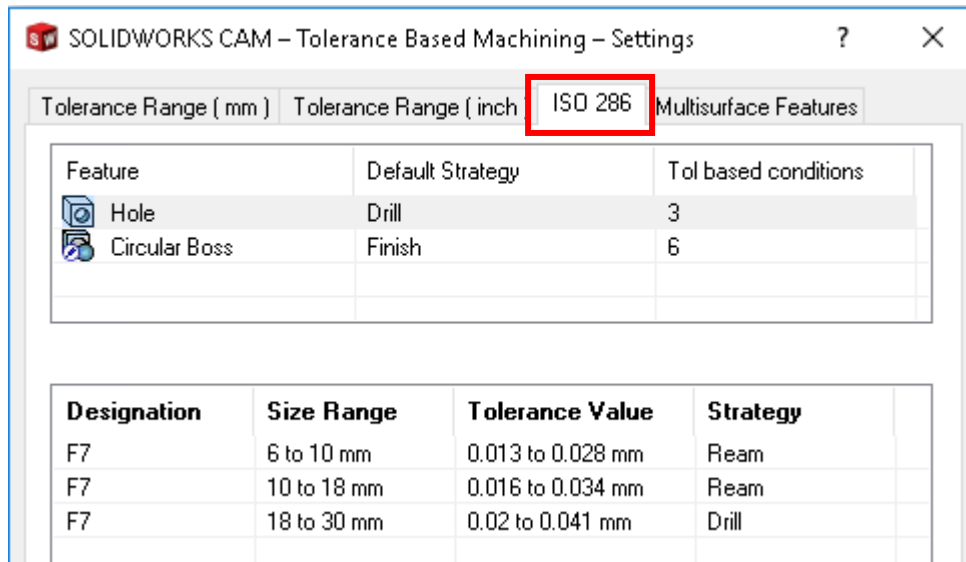 SW SOLIDWORKS CAM – Tolerance Based Machining – Settings ? ×
Tolerance Range ( mm ) Tolerance Range ( inch ) ISO 286 Multisurface Features
Feature Default Strategy Tol based conditions
Hole Drill 3
Circular Boss Finish 6
Designation Size Range Tolerance Value Strategy
F7 6 to 10 mm 0.013 to 0.028 mm Ream
F7 10 to 18 mm 0.016 to 0.034 mm Ream
F7 18 to 30 mm 0.02 to 0.041 mm Drill